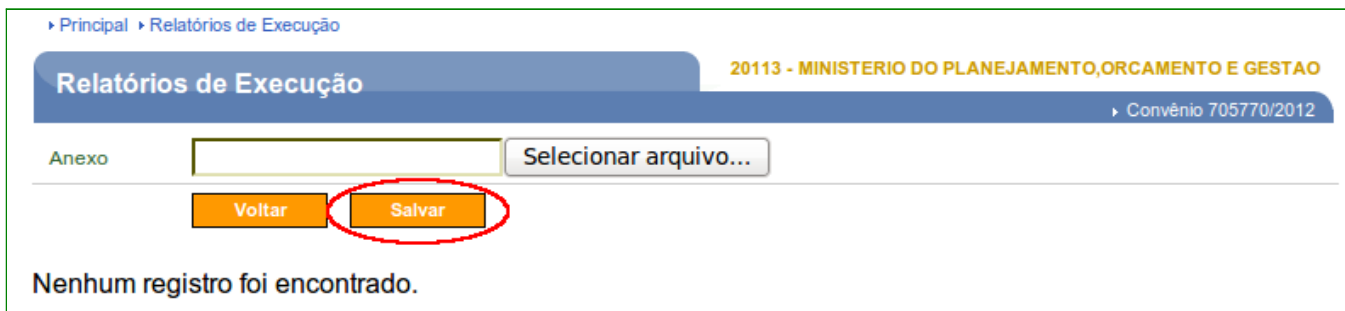 Principal Relatórios de Execução
Relatórios de Execução
20113 - MINISTERIO DO PLANEJAMENTO,ORCAMENTO E GESTAO
Convênio 705770/2012
Anexo Selecionar arquivo...
Voltar Salvar
Nenhum registro foi encontrado.